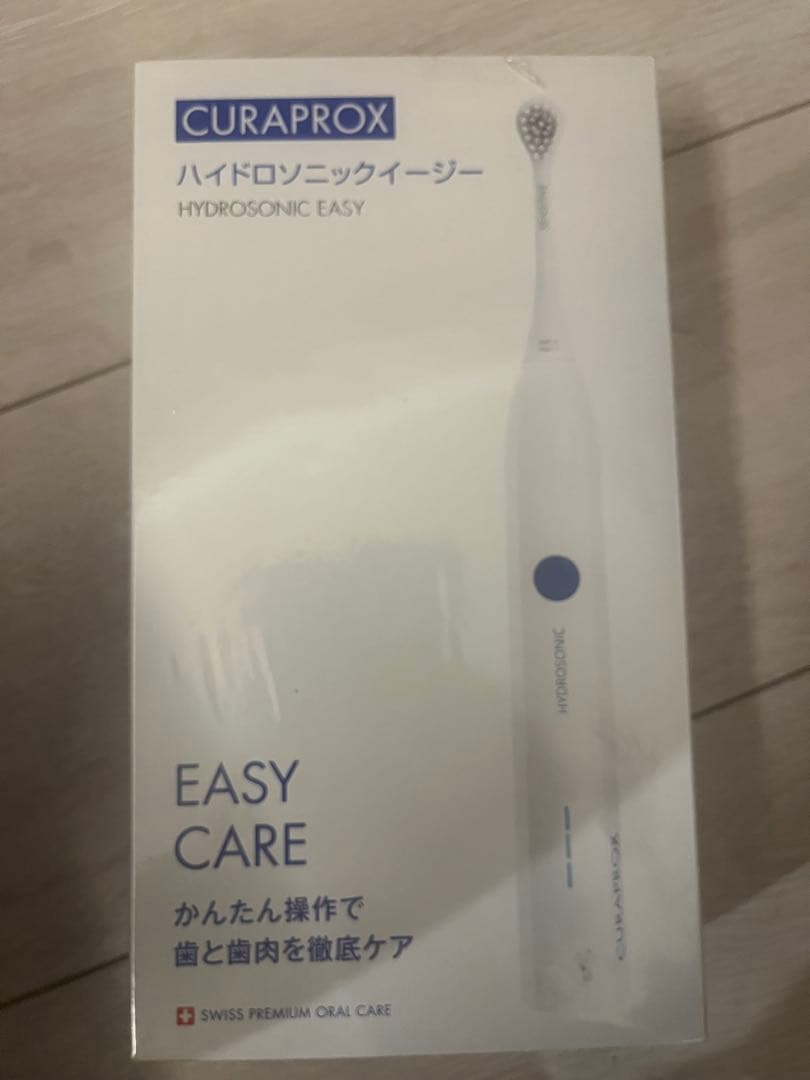 CURAPROX
ハイドロソニックイージー
HYDROSONIC EASY
HYDROSONIC
CURAPROX
EASY
CARE
かんたん操作で
歯と歯肉を徹底ケア
SWISS PREMIUM ORAL CARE